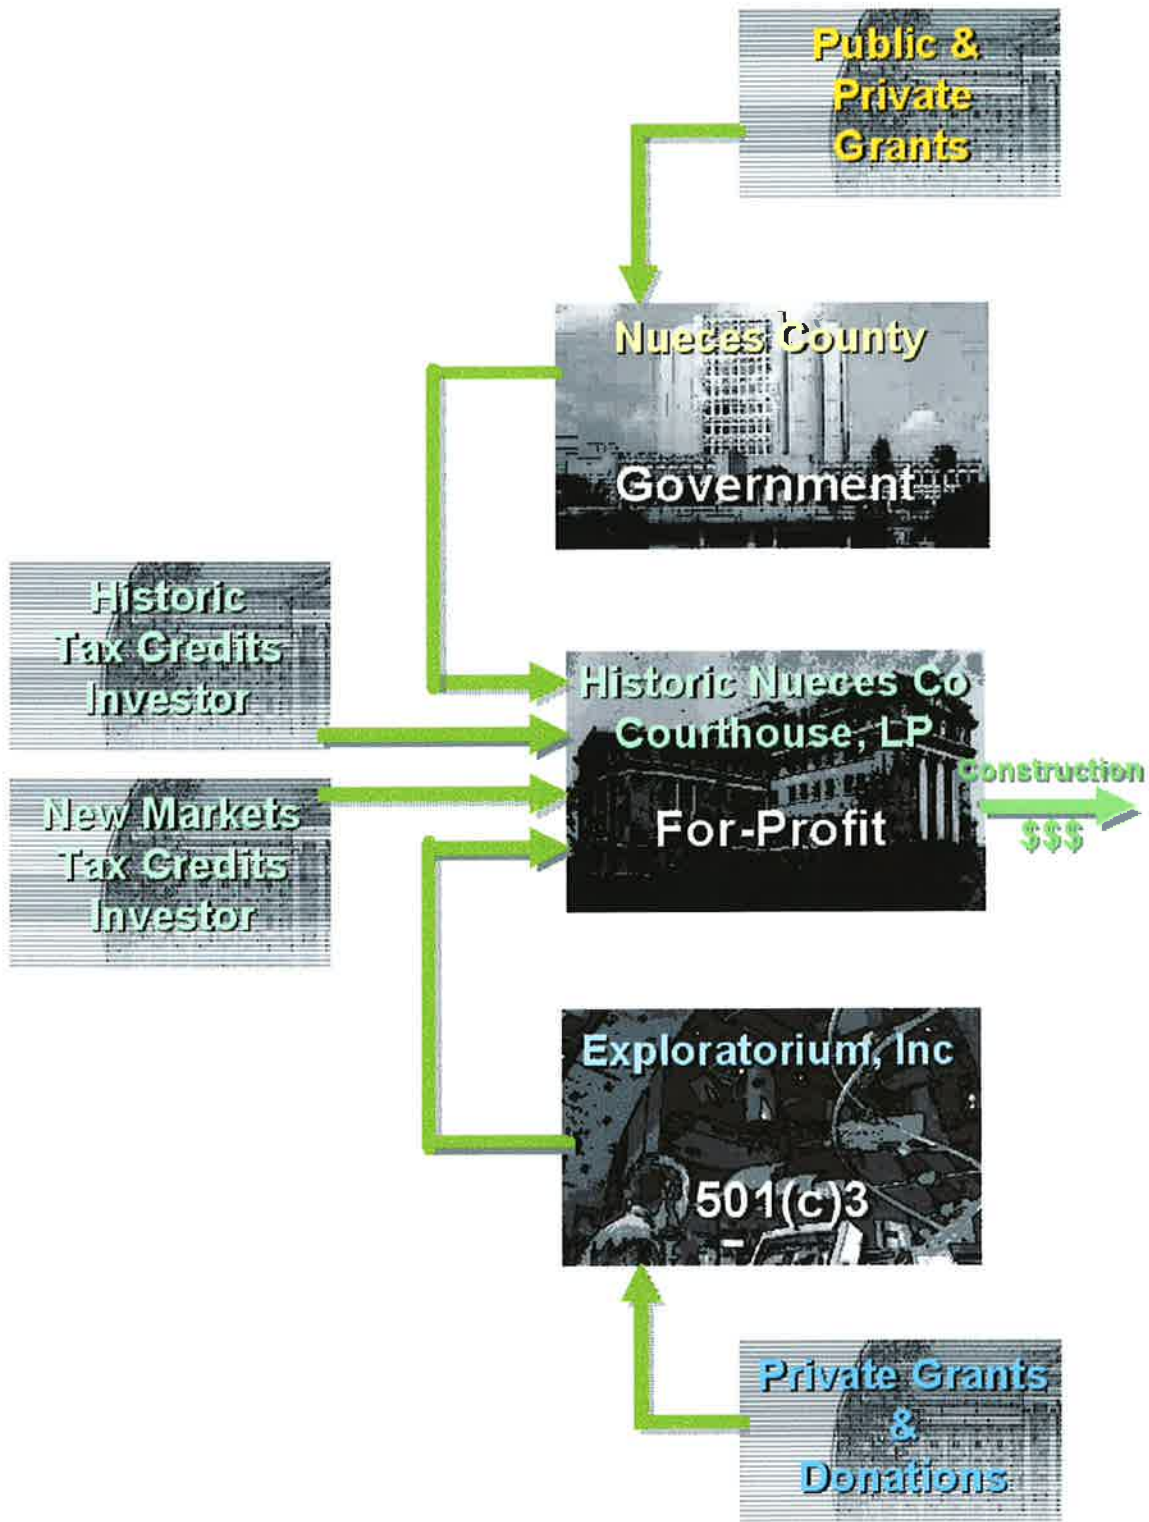 Public &
Private
Grants
Nueces County
Government
Historic
Tax Credits
Investor
New Markets
Tax Credits
Investor
Historic Nueces Co
Courthouse, LP
For-Profit
Construction
$$$
Exploratorium, Inc
501(c)3
Private Grants
&
Donations